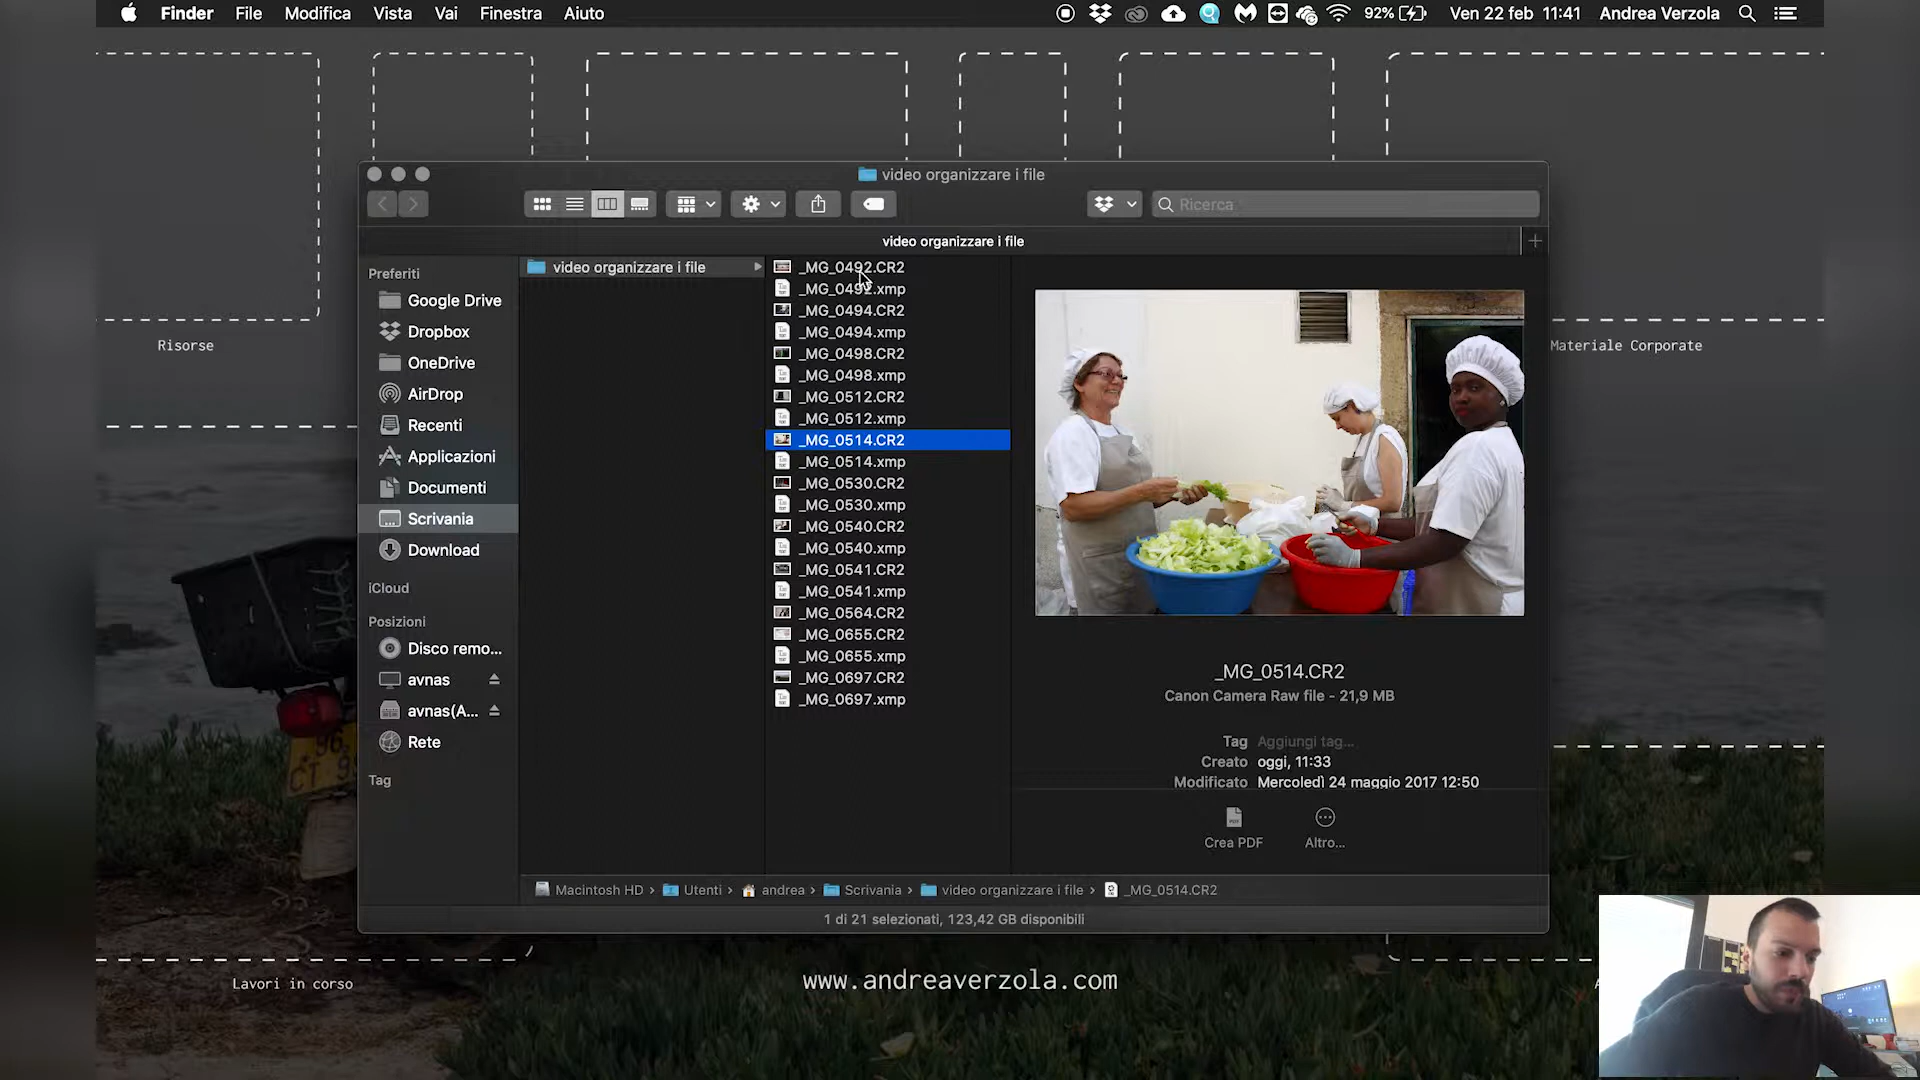 Finder File Modifica Vista Vai Finestra Aiuto 92% Ven 22 feb 11:41 Andrea Verzola
video organizzare i file
Ricerca
video organizzare i file
Preferiti
Google Drive
Dropbox
OneDrive
AirDrop
Recenti
Applicazioni
Documenti
Scrivania
Download
iCloud
Posizioni
Disco remo...
avnas
avnas(A...
Rete
Tag
video organizzare i file
_MG_0492.CR2
_MG_0492.xmp
_MG_0494.CR2
_MG_0494.xmp
_MG_0498.CR2
_MG_0498.xmp
_MG_0512.CR2
_MG_0512.xmp
_MG_0514.CR2
_MG_0514.xmp
_MG_0530.CR2
_MG_0530.xmp
_MG_0540.CR2
_MG_0540.xmp
_MG_0541.CR2
_MG_0541.xmp
_MG_0564.CR2
_MG_0655.CR2
_MG_0655.xmp
_MG_0697.CR2
_MG_0697.xmp
_MG_0514.CR2
Canon Camera Raw file - 21,9 MB
Tag Aggiungi tag...
Creato oggi, 11:33
Modificato Mercoledì 24 maggio 2017 12:50
Crea PDF Altro...
Macintosh HD › Utenti › andrea › Scrivania › video organizzare i file › _MG_0514.CR2
1 di 21 selezionati, 123,42 GB disponibili
Risorse
Materiale Corporate
Lavori in corso
www.andreaverzola.com